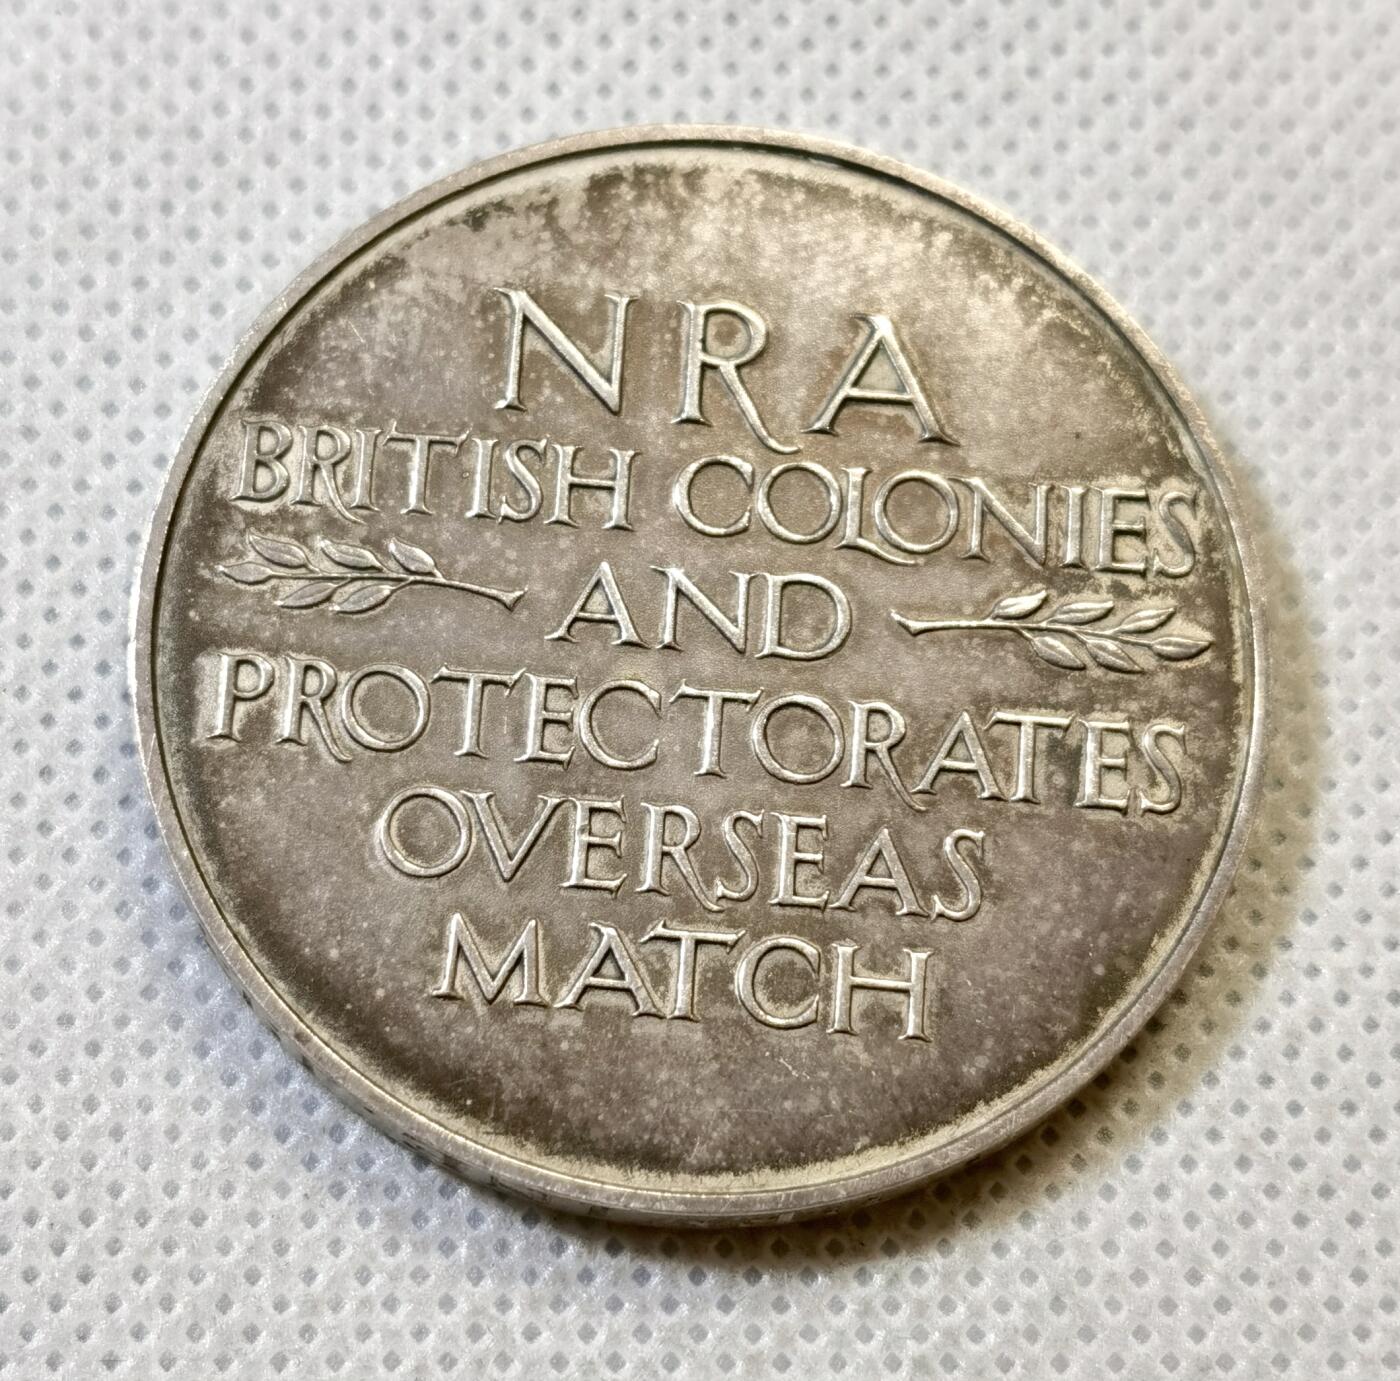 NRA
BRITISH COLONIES
AND
PROTECTORATES
OVERSEAS
MATCH